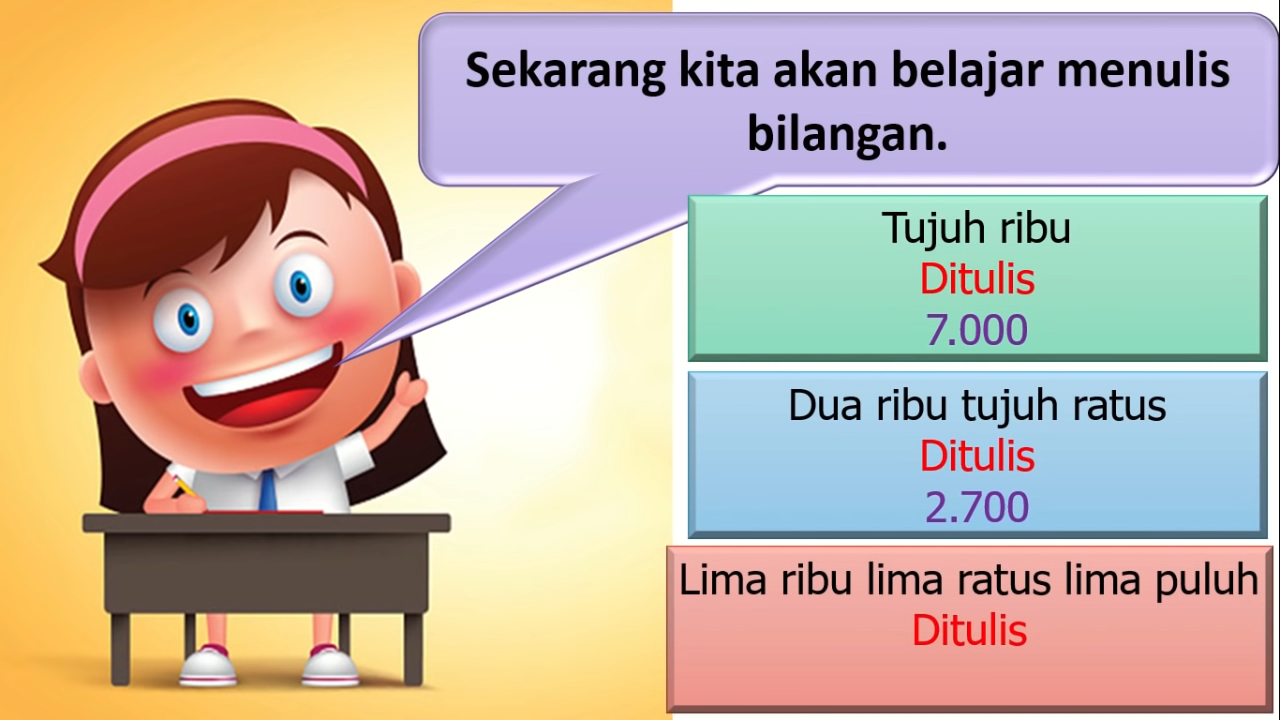 Sekarang kita akan belajar menulis
bilangan.
Tujuh ribu
Ditulis
7.000
Dua ribu tujuh ratus
Ditulis
2.700
Lima ribu lima ratus lima puluh
Ditulis